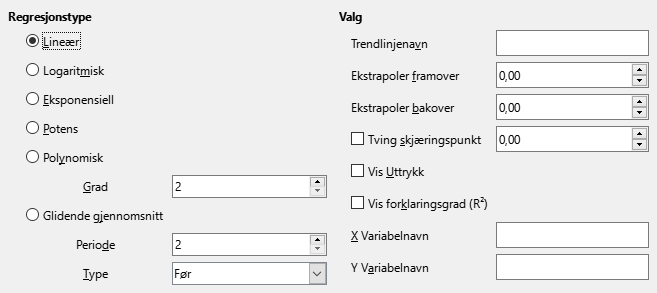 Regresjonstype
Lineær
Logaritmisk
Eksponensiell
Potens
Polynomisk
Grad 2
Glidende gjennomsnitt
Periode 2
Type Før
Valg
Trendlinjenavn
Ekstrapoler framover 0,00
Ekstrapoler bakover 0,00
Tving skjæringspunkt 0,00
Vis Uttrykk
Vis forklaringsgrad (R²)
X Variabelnavn
Y Variabelnavn